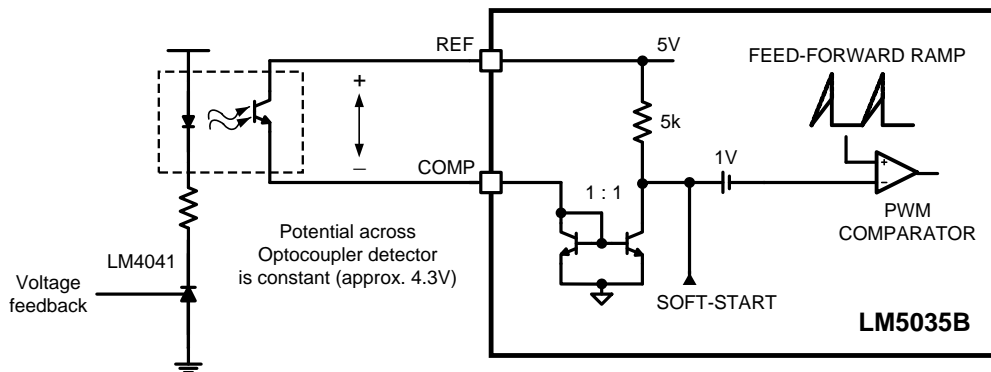 REF
5V
FEED-FORWARD RAMP
+
5k
–
COMP
1V
1 : 1
+
–
PWM
COMPARATOR
Potential across
Optocoupler detector
is constant (approx. 4.3V)
LM4041
Voltage
feedback
SOFT-START
LM5035B